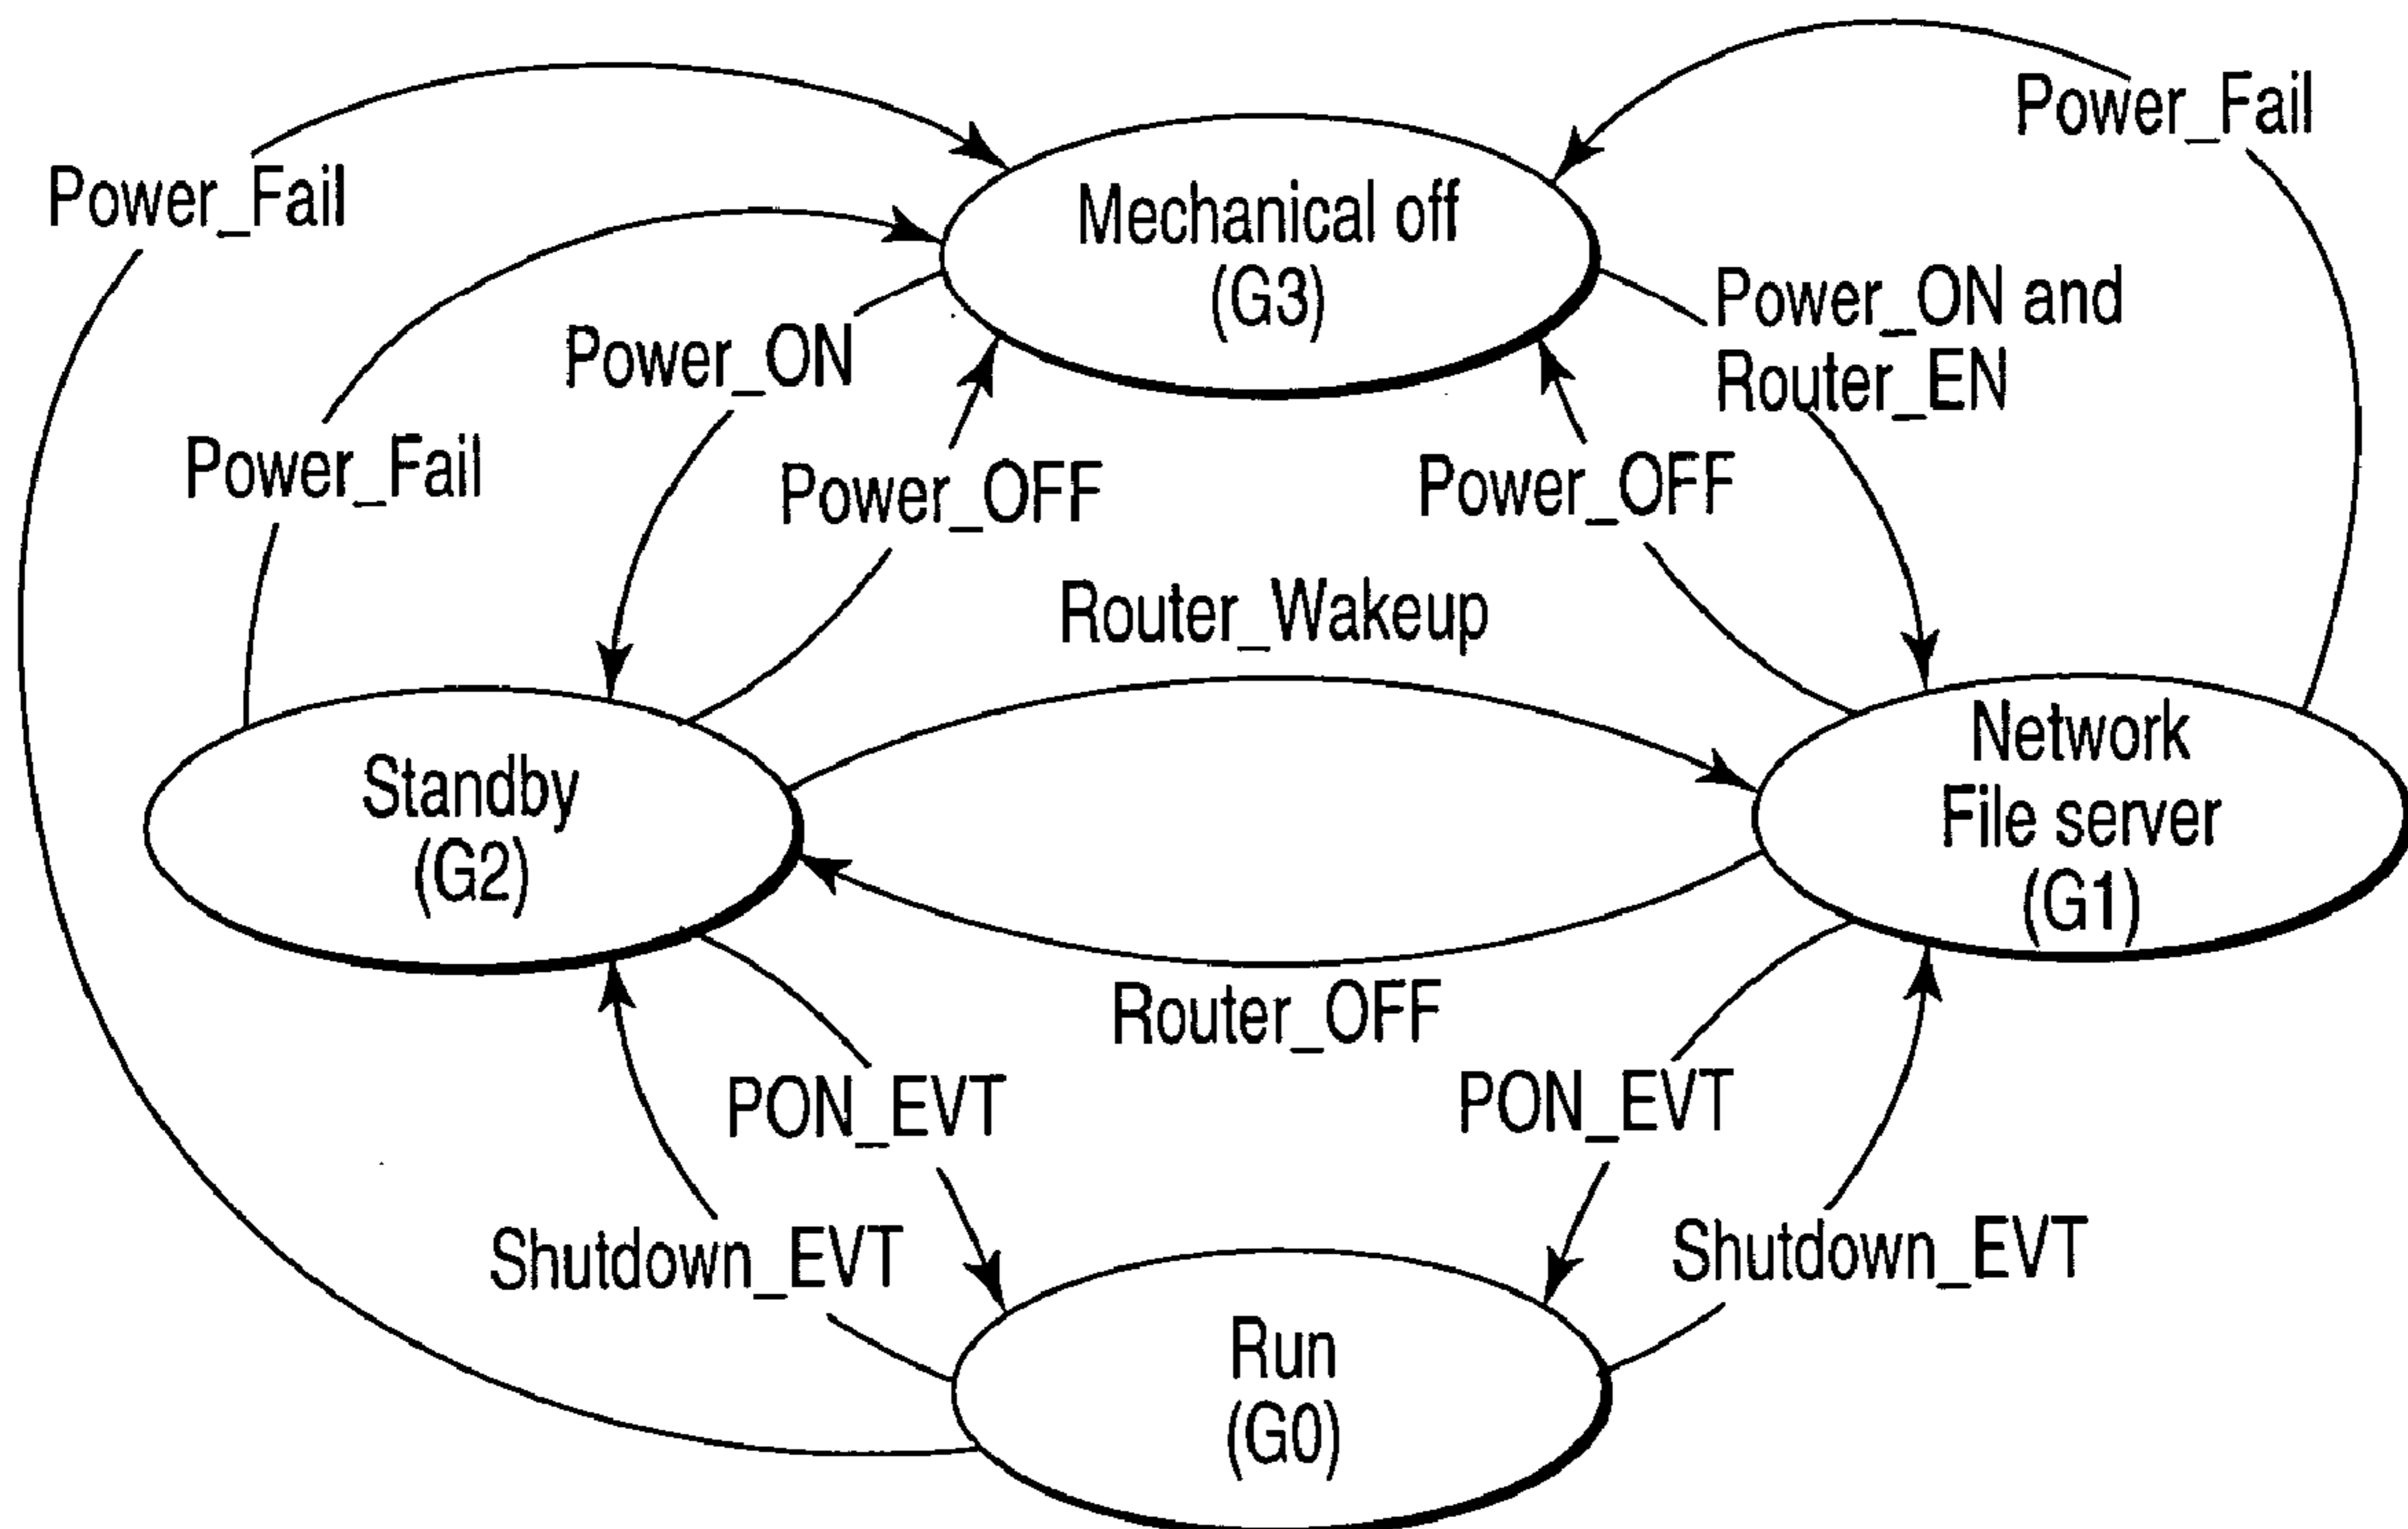 Power_Fail
Power_Fail
Mechanical off
(G3)
Power_ON and
Router_EN
Power_ON
Power_Fail
Power_OFF
Power_OFF
Router_Wakeup
Standby
(G2)
Network
File server
(G1)
Router_OFF
PON_EVT
PON_EVT
Shutdown_EVT
Shutdown_EVT
Run
(G0)